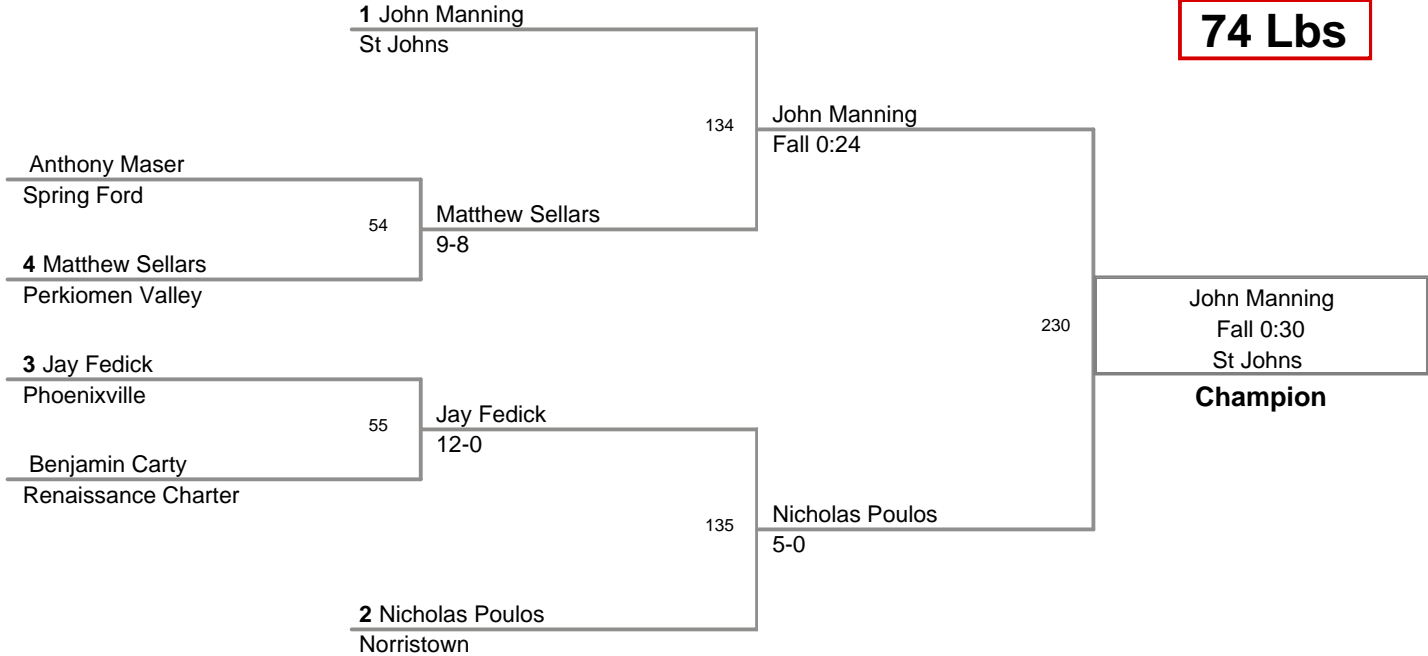 1 John Manning
St Johns
74 Lbs
134
John Manning
Fall 0:24
Anthony Maser
Spring Ford
54
Matthew Sellars
9-8
4 Matthew Sellars
Perkiomen Valley
230
John Manning
Fall 0:30
St Johns
Champion
3 Jay Fedick
Phoenixville
55
Jay Fedick
12-0
Benjamin Carty
Renaissance Charter
135
Nicholas Poulos
5-0
2 Nicholas Poulos
Norristown